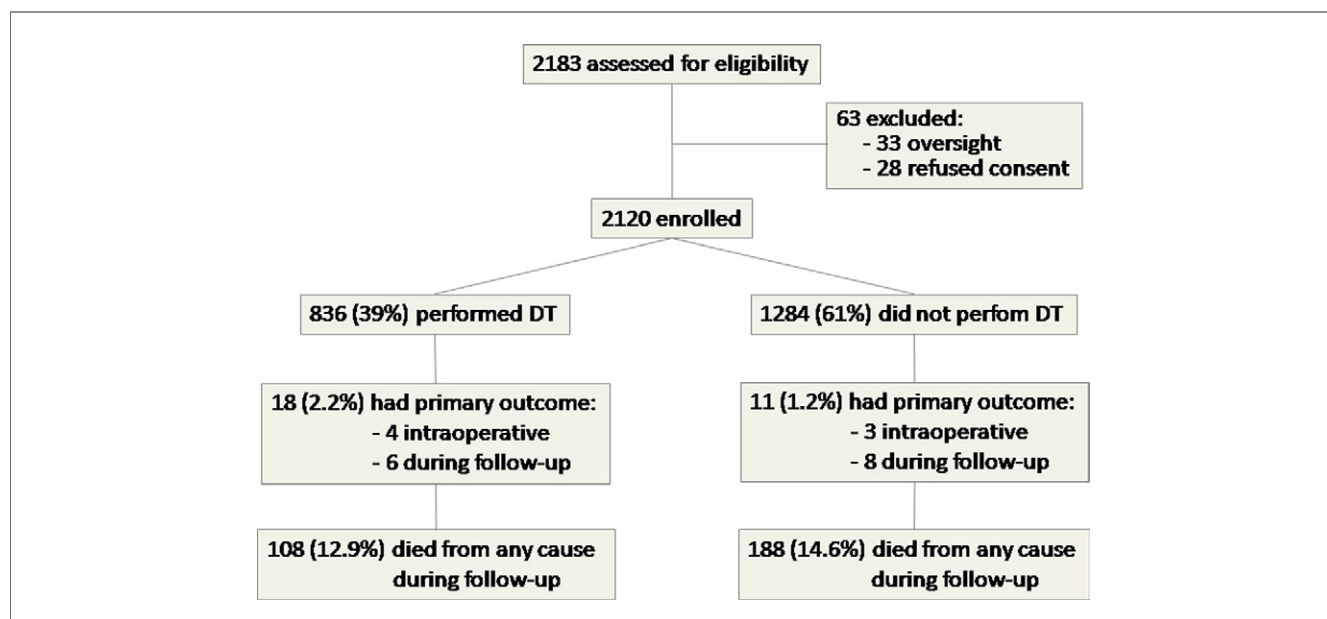 2183 assessed for eligibility
63 excluded:
- 33 oversight
- 28 refused consent
2120 enrolled
836 (39%) performed DT
1284 (61%) did not perfom DT
18 (2.2%) had primary outcome:
- 4 intraoperative
- 6 during follow-up
11 (1.2%) had primary outcome:
- 3 intraoperative
- 8 during follow-up
108 (12.9%) died from any cause
during follow-up
188 (14.6%) died from any cause
during follow-up